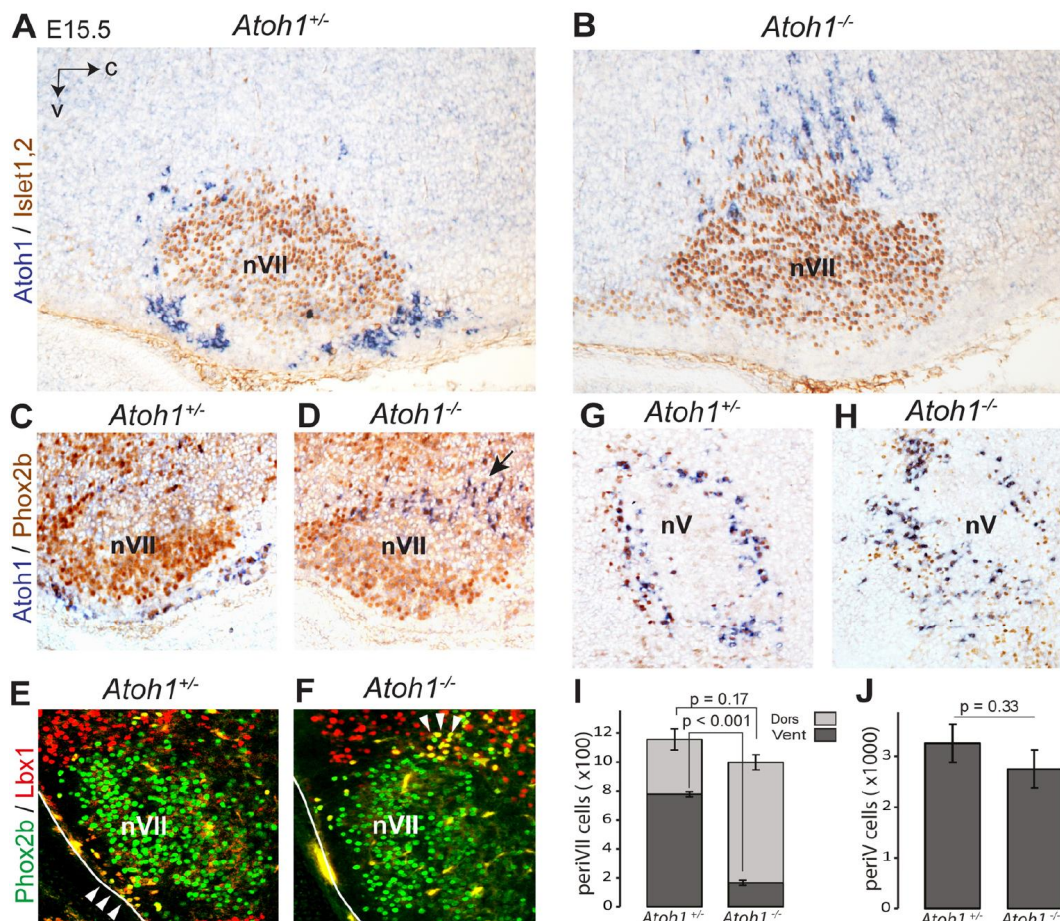 A E15.5 Atoh1+/-
B Atoh1-/-
c
v
Atoh1 / Islet1,2
nVII
nVII
C Atoh1+/-
D Atoh1-/-
G Atoh1+/-
H Atoh1-/-
Atoh1 / Phox2b
nVII
nVII
nV
nV
E Atoh1+/-
F Atoh1-/-
Phox2b / Lbx1
nVII
nVII
I
p = 0.17
p < 0.001
Dors
Vent
periVII cells ( x100)
12
10
8
6
4
2
0
Atoh1 +/-
Atoh1 -/-
J
p = 0.33
periV cells ( x1000)
3
2
1
0
Atoh1 +/-
Atoh1 -/-